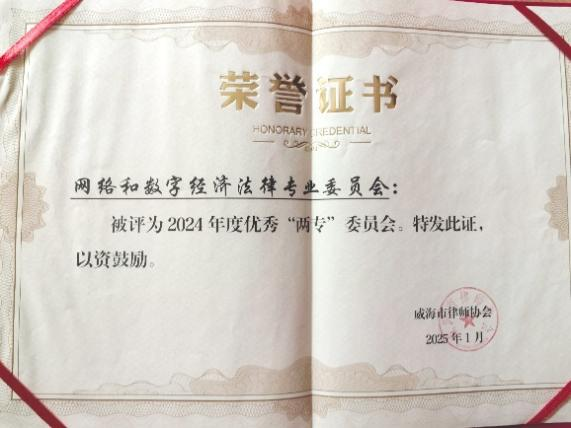 荣誉证书
HONORARY CREDENTIAL
网络和数字经济法律专业委员会：
被评为2024年度优秀“两专”委员会。特发此证，
以资鼓励。
威海市律师协会
2025年1月